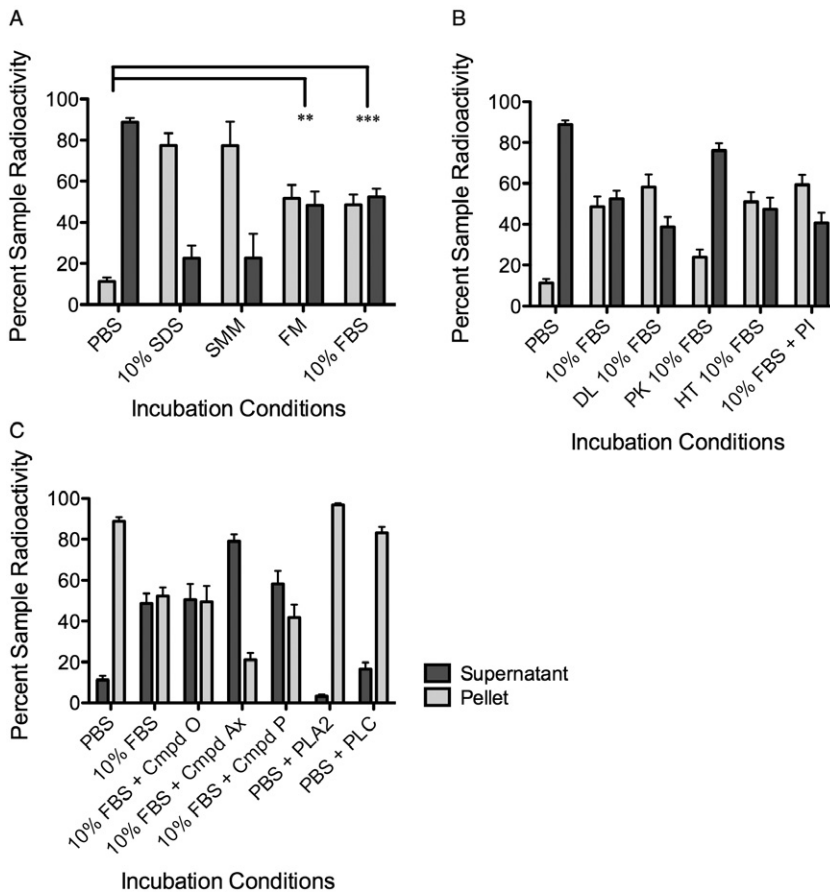 A
Percent Sample Radioactivity
100
80
60
40
20
0
** ***
PBS
10% SDS
SMM
FM
10% FBS
Incubation Conditions
B
Percent Sample Radioactivity
100
80
60
40
20
0
PBS
10% FBS
DL 10% FBS
PK 10% FBS
HT 10% FBS
10% FBS + PI
Incubation Conditions
C
Percent Sample Radioactivity
100
80
60
40
20
0
PBS
10% FBS
10% FBS + Cmpd O
10% FBS + Cmpd Ax
10% FBS + Cmpd P
PBS + PLA2
PBS + PLC
Incubation Conditions
Supernatant
Pellet